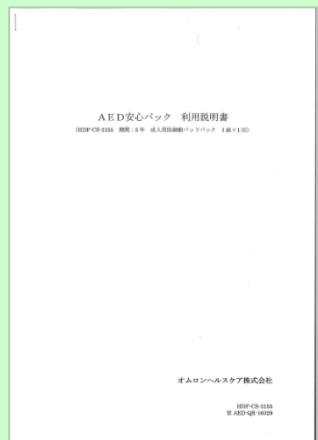 AED安心パック 利用説明書
(HDF-CS-3155 期間:5年 成人用除細動パッドパック 1組×1回)
オムロンヘルスケア株式会社
HDF-CS-3155
営 AED-QR-16029